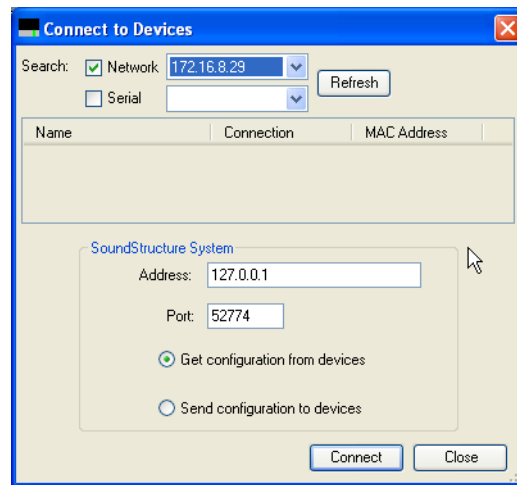 Connect to Devices
Search: Network 172.16.8.29
Refresh
Serial
Name Connection MAC Address
SoundStructure System
Address: 127.0.0.1
Port: 52774
Get configuration from devices
Send configuration to devices
Connect Close